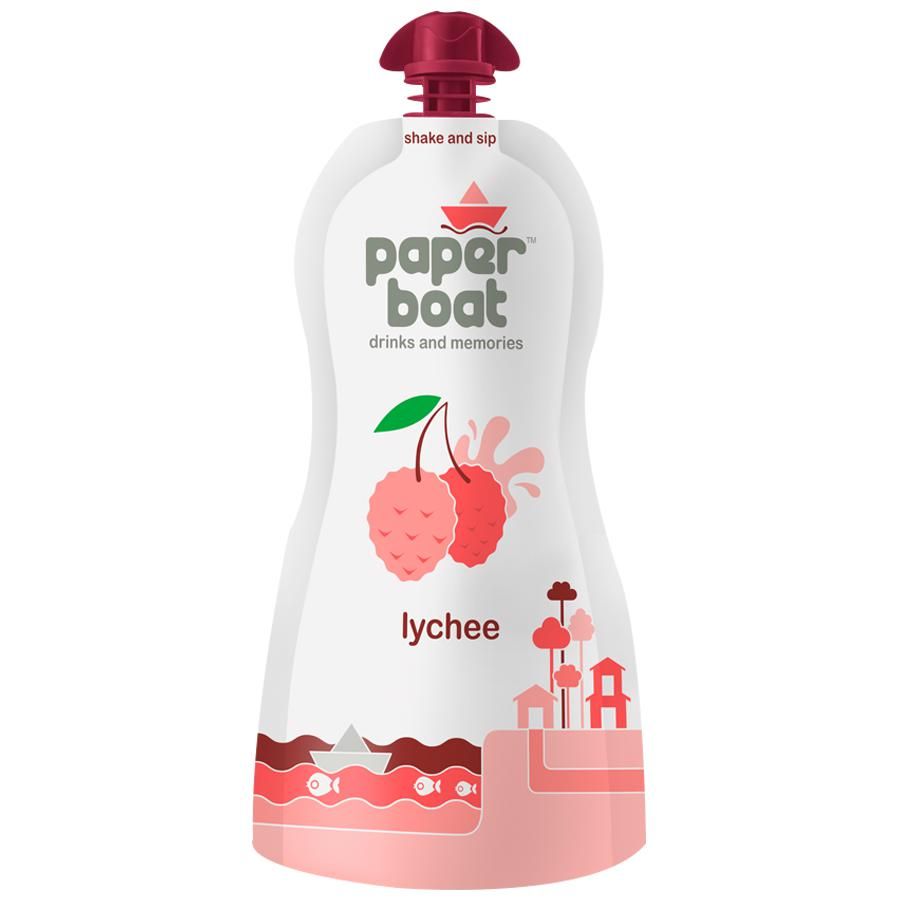 shake and sip
paper™
boat
drinks and memories
lychee